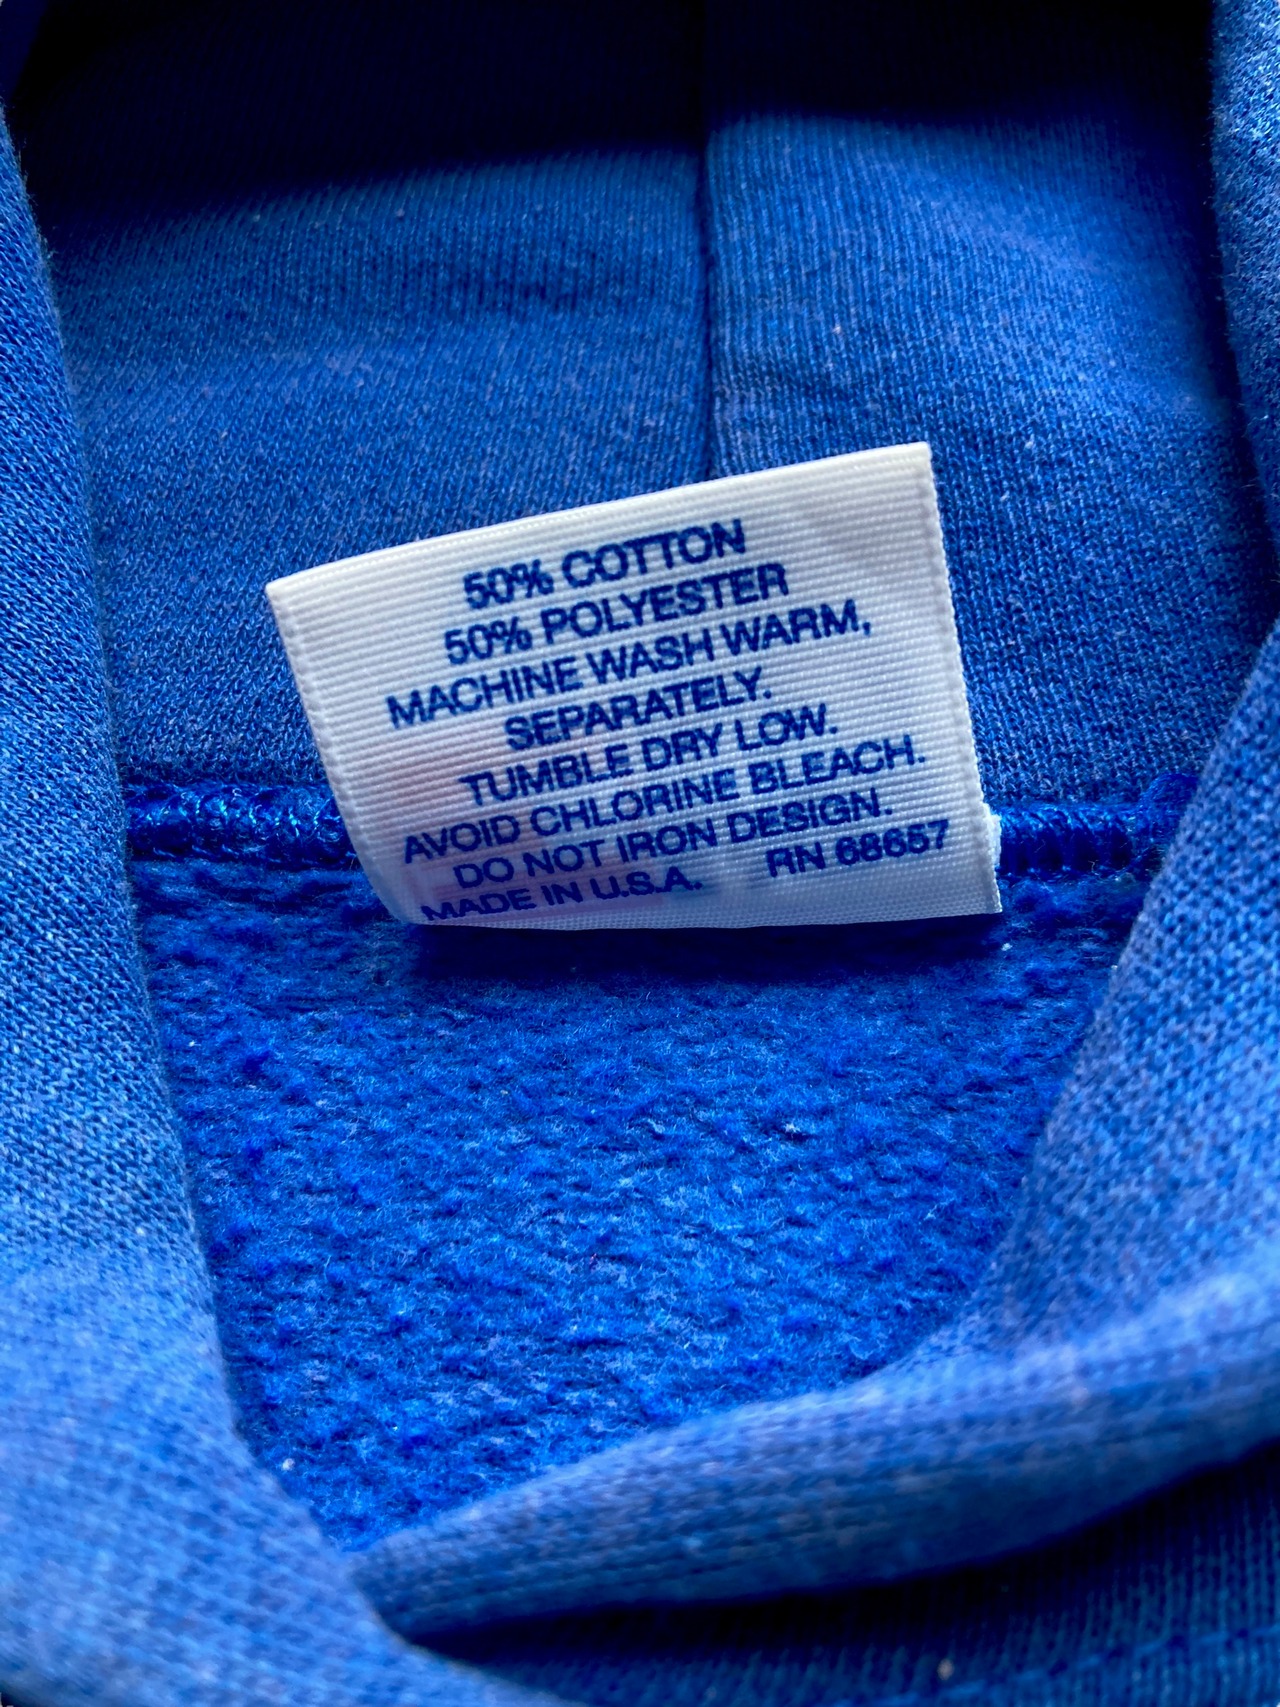 50% COTTON
50% POLYESTER
MACHINE WASH WARM,
SEPARATELY.
TUMBLE DRY LOW.
AVOID CHLORINE BLEACH.
DO NOT IRON DESIGN.
MADE IN U.S.A. RN 68657